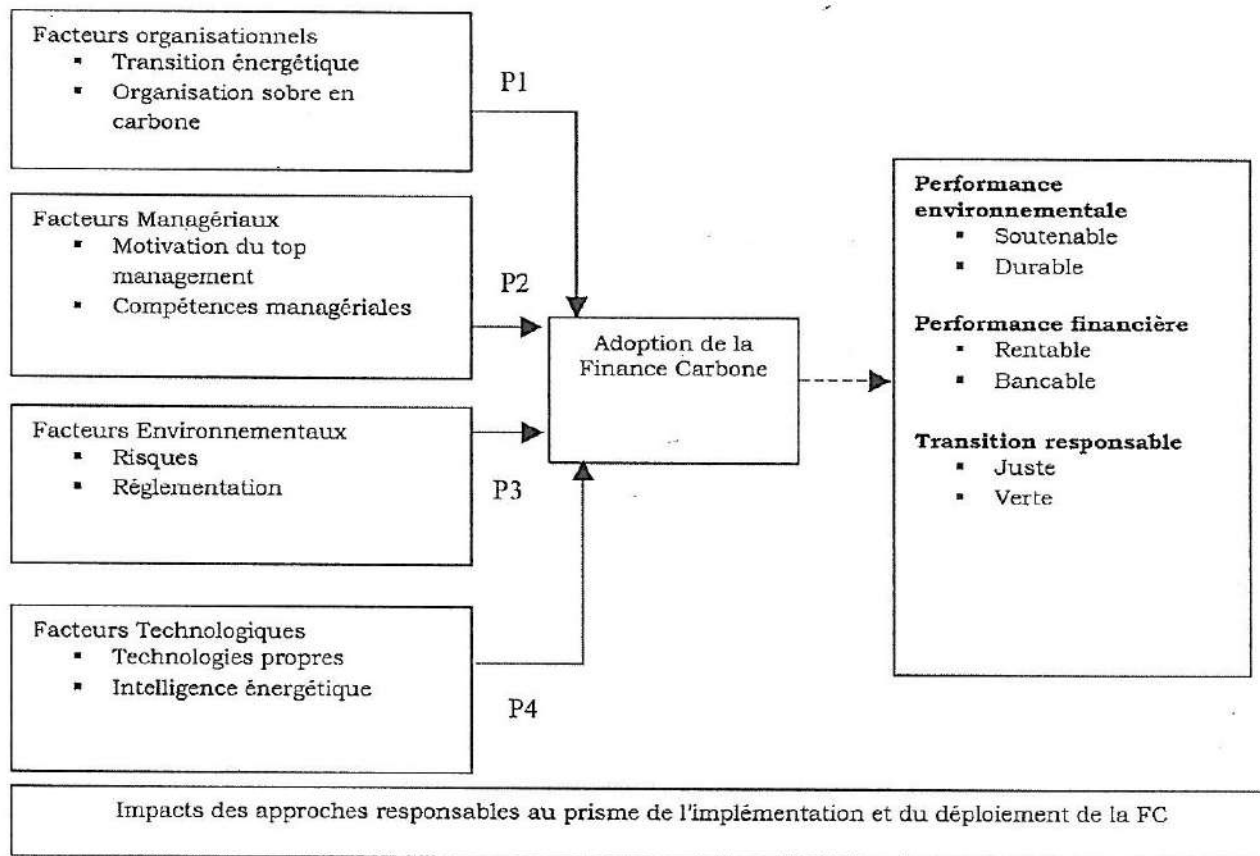 Facteurs organisationnels
▪ Transition énergétique
▪ Organisation sobre en
carbone
P1
Facteurs Managériaux
▪ Motivation du top
management
▪ Compétences managériales
P2
Facteurs Environnementaux
▪ Risques
▪ Réglementation
P3
Facteurs Technologiques
▪ Technologies propres
▪ Intelligence énergétique
P4
Adoption de la
Finance Carbone
Performance
environnementale
▪ Soutenable
▪ Durable
Performance financière
▪ Rentable
▪ Bancable
Transition responsable
▪ Juste
▪ Verte
Impacts des approches responsables au prisme de l'implémentation et du déploiement de la FC